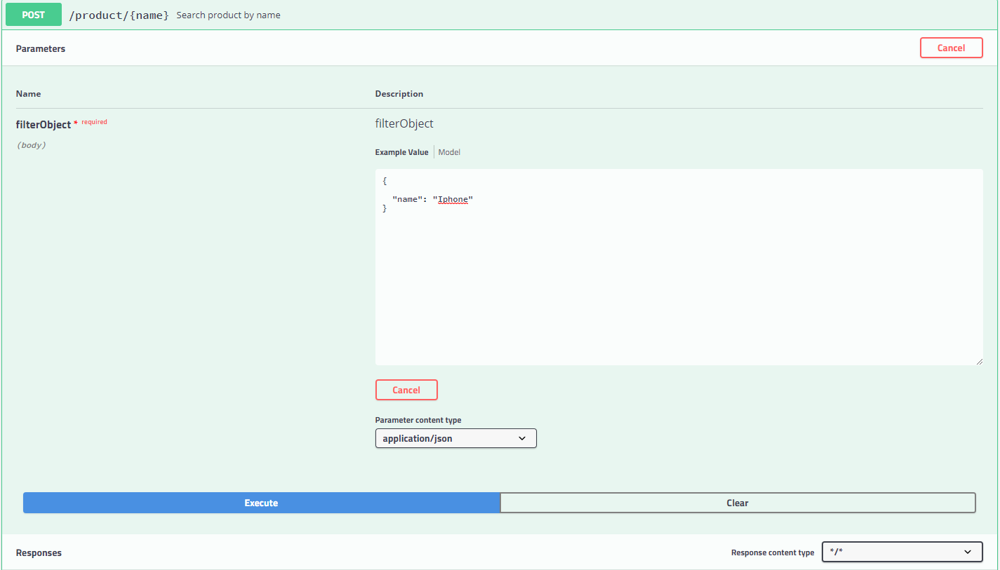 POST /product/{name} Search product by name
Parameters Cancel
Name Description
filterObject * required filterObject
(body)
Example Value Model
{
"name": "Iphone"
}
Cancel
Parameter content type
application/json
Execute Clear
Responses Response content type */*